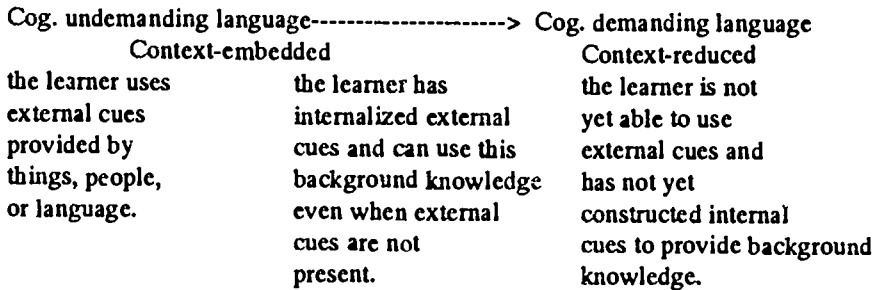 Cog. undemanding language-----------------------> Cog. demanding language
Context-embedded Context-reduced
the learner uses the learner has the learner is not
external cues internalized external yet able to use
provided by cues and can use this external cues and
things, people, background knowledge has not yet
or language. even when external constructed internal
cues are not cues to provide background
present. knowledge.